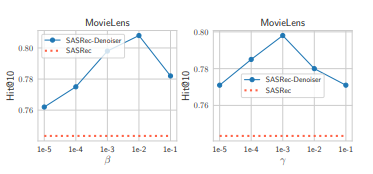 MovieLens
SASRec-Denoiser
SASRec
0.80
0.78
0.76
Hit@10
1e-5
1e-4
1e-3
1e-2
1e-1
β
MovieLens
SASRec-Denoiser
SASRec
0.80
0.76
Hit@10
1e-5
1e-4
1e-3
1e-2
1e-1
γ